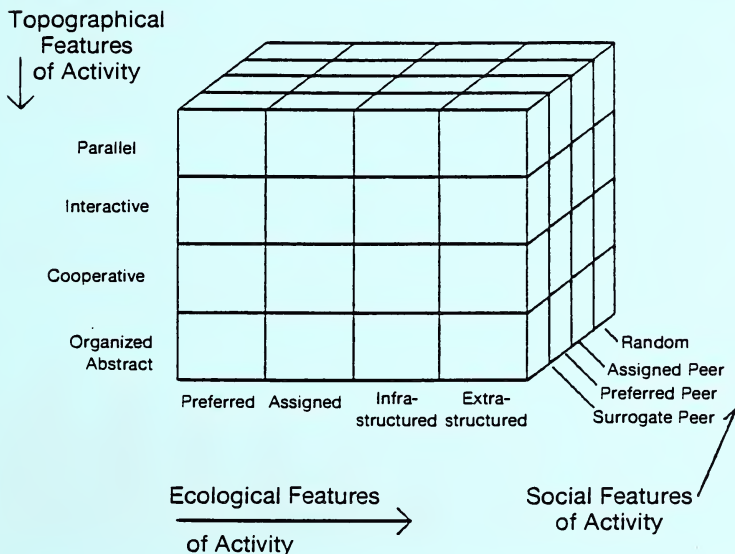 Topographical
Features
of Activity
Parallel
Interactive
Cooperative
Organized
Abstract
Preferred
Assigned
Infra-
structured
Extra-
structured
Random
Assigned Peer
Preferred Peer
Surrogate Peer
Ecological Features
of Activity
Social Features
of Activity